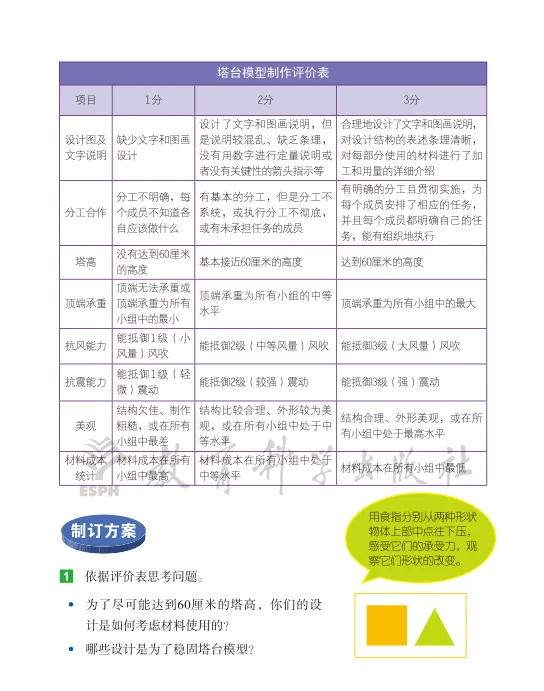 塔台模型制作评价表
项目
1分
2分
3分
设计图及
文字说明
缺少文字和图画
设计
设计了文字和图画说明，但
是说明较混乱、缺乏条理，
没有用数字进行定量说明或
者没有关键性的箭头指示等
合理地设计了文字和图画说明，
对设计结构的表述条理清晰，
对每部分使用的材料进行了加
工和用量的详细介绍
分工合作
分工不明确，每
个成员不知道各
自应该做什么
有基本的分工，但是分工不
系统，或执行分工不彻底，
或有未承担任务的成员
有明确的分工且贯彻实施，为
每个成员安排了相应的任务，
并且每个成员都明确自己的任
务，能有组织地执行
塔高
没有达到60厘米
的高度
基本接近60厘米的高度
达到60厘米的高度
顶端承重
顶端无法承重或
顶端承重为所有
小组中的最小
顶端承重为所有小组的中等
水平
顶端承重为所有小组中的最大
抗风能力
能抵御1级（小
风量）风吹
能抵御2级（中等风量）风吹
能抵御3级（大风量）风吹
抗震能力
能抵御1级（轻
微）震动
能抵御2级（较强）震动
能抵御3级（强）震动
美观
结构欠佳、制作
粗糙，或在所有
小组中最差
结构比较合理、外形较为美
观，或在所有小组中处于中
等水平
结构合理、外形美观，或在所
有小组中处于最高水平
材料成本
统计
材料成本在所有
小组中最高
材料成本在所有小组中处于
中等水平
材料成本在所有小组中最低
ESPH
教育科学出版社
制订方案
用食指分别从两种形状
物体上部中点往下压，
感受它们的承受力，观
察它们形状的改变。
1 依据评价表思考问题。
• 为了尽可能达到60厘米的塔高，你们的设
计是如何考虑材料使用的？
• 哪些设计是为了稳固塔台模型？